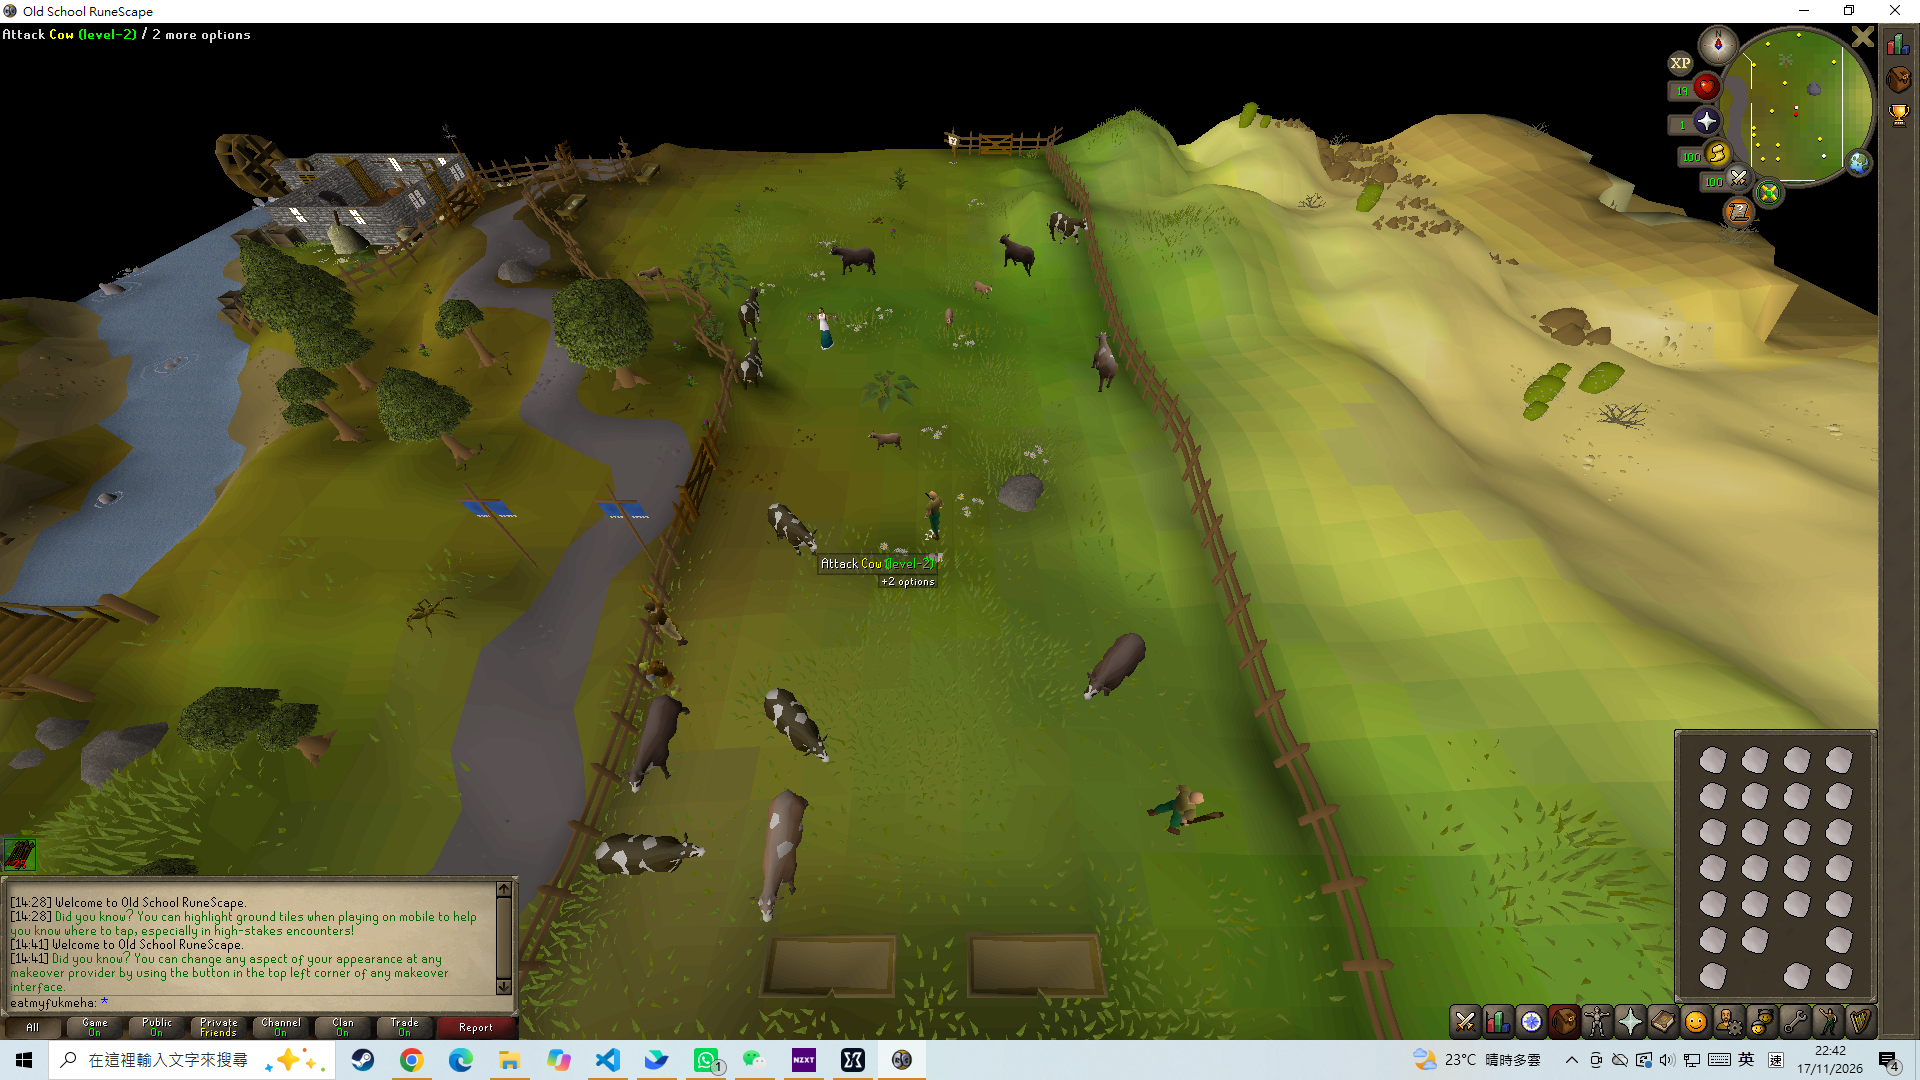 Old School RuneScape
Attack Cow (level-2) / 2 more options
N
XP
19
1
100
100
Attack Cow (level-2)
+2 options
25
[14:28] Welcome to Old School RuneScape.
[14:28] Did you know? You can highlight ground tiles when playing on mobile to help
you know where to tap, especially in high-stakes encounters!
[14:41] Welcome to Old School RuneScape.
[14:41] Did you know? You can change any aspect of your appearance at any
makeover provider by using the button in the top left corner of any makeover
interface.
eatmyfukmeha: *
All
Game
On
Public
On
Private
Friends
Channel
On
Clan
On
Trade
On
Report
在這裡輸入文字來搜尋
1
NZXT
23°C 晴時多雲
英
速
22:42
17/11/2026
4